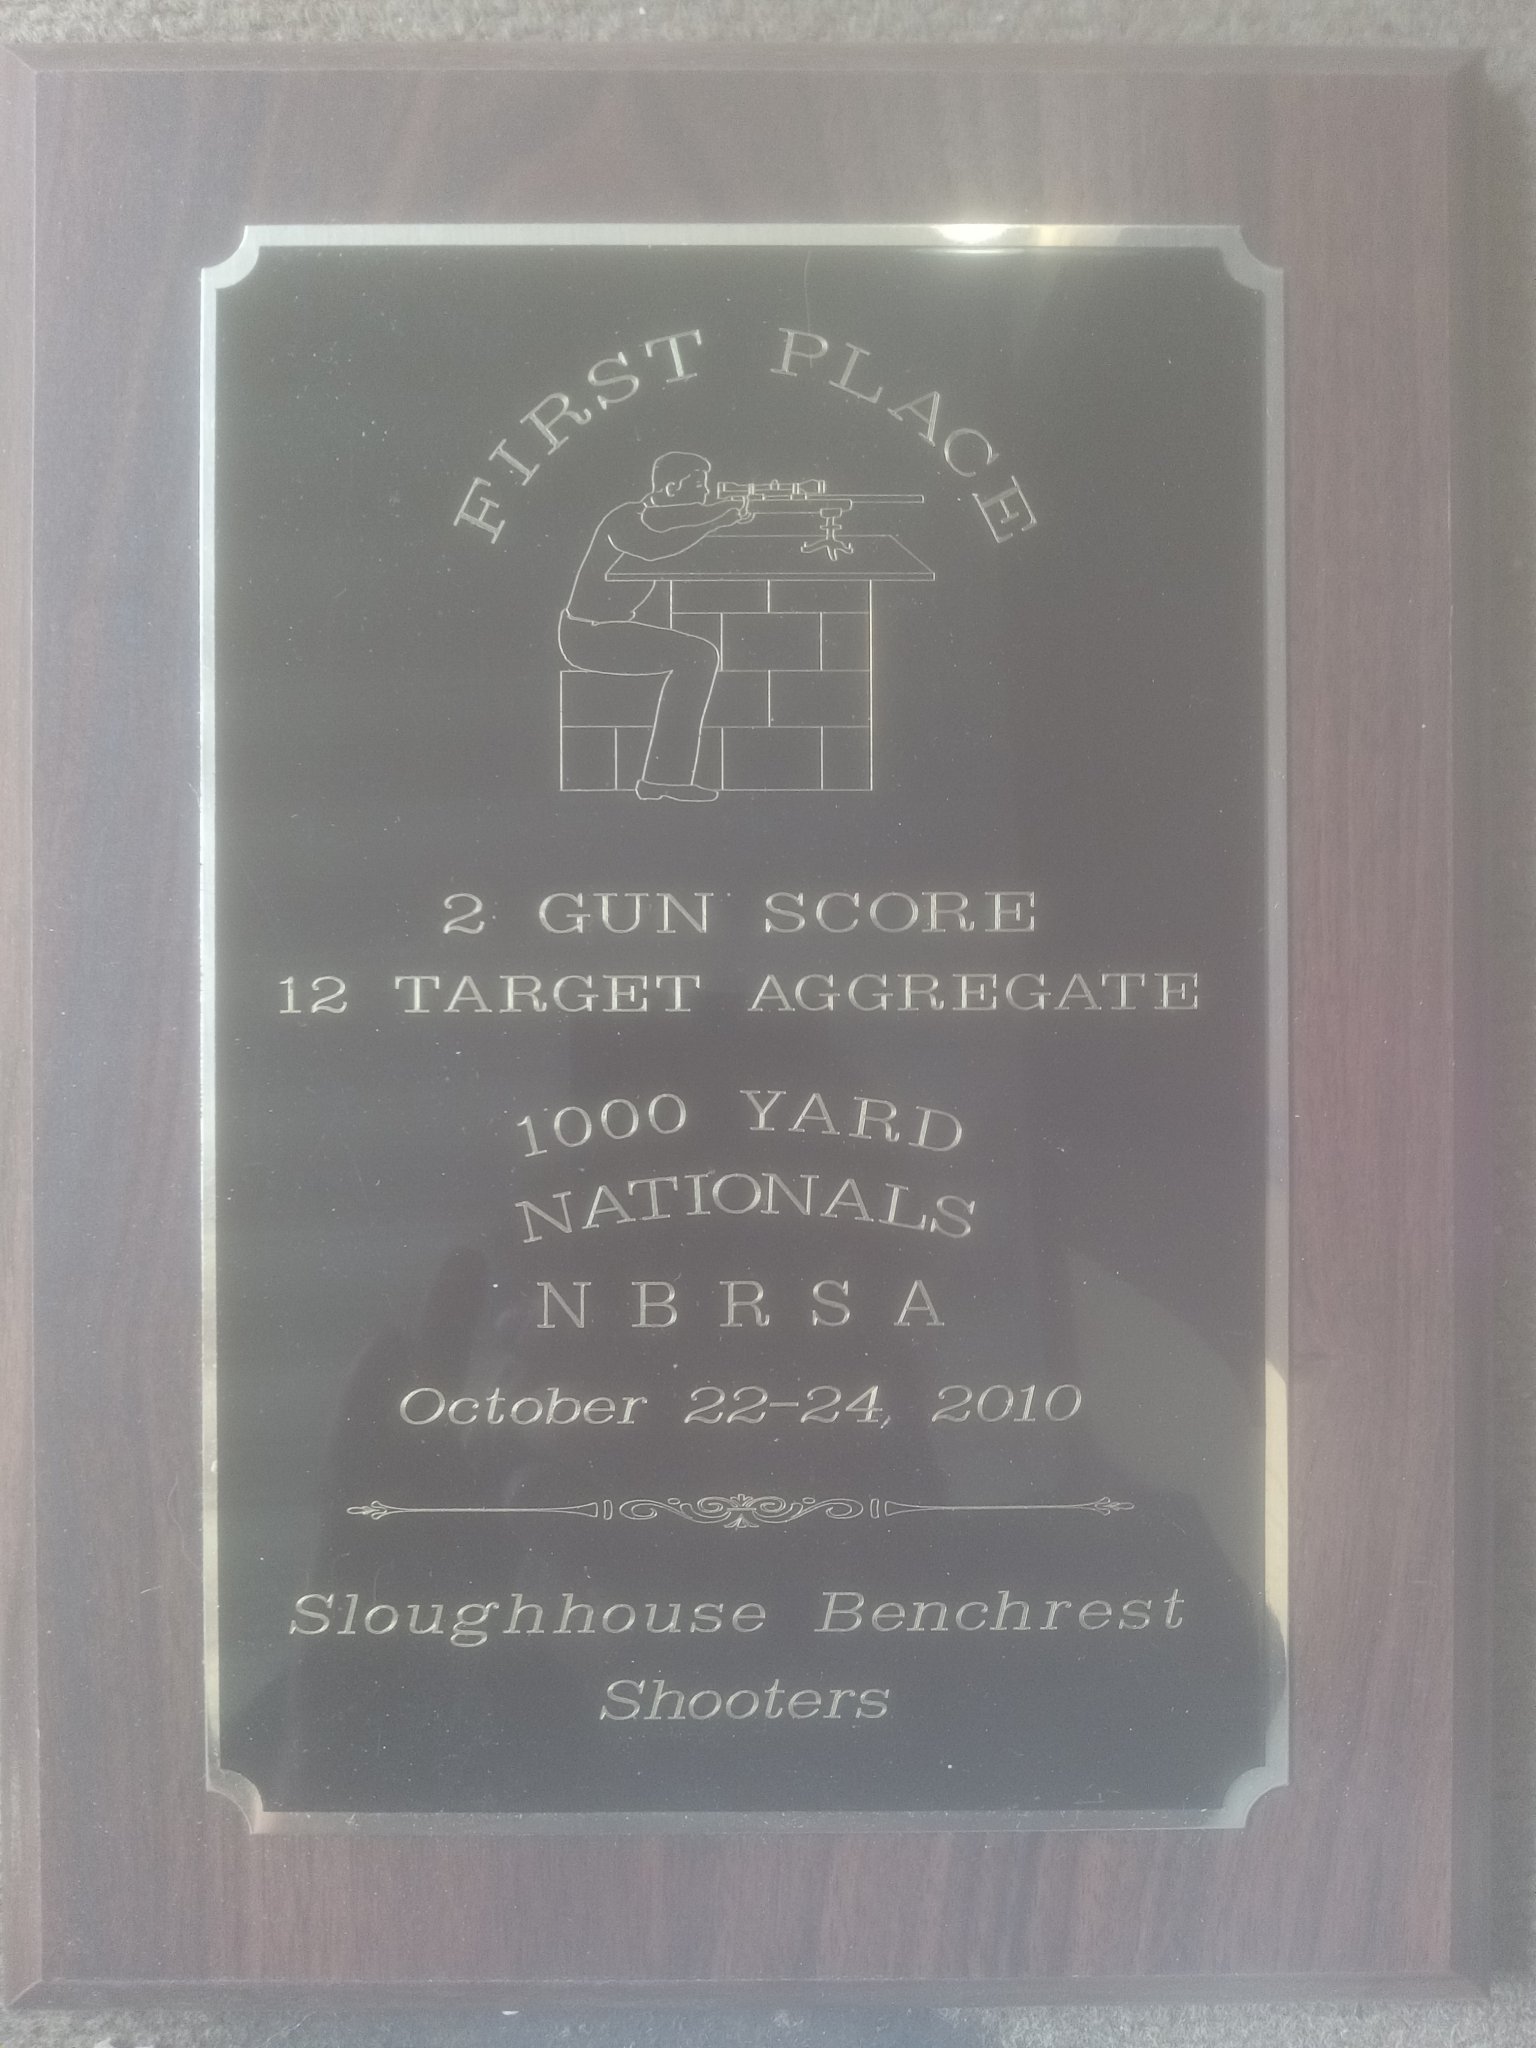 FIRST PLACE
2 GUN SCORE
12 TARGET AGGREGATE
1000 YARD
NATIONALS
N B R S A
October 22-24, 2010
Sloughhouse Benchrest
Shooters